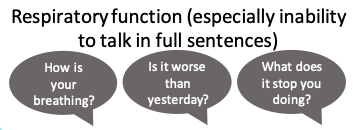 Respiratory function (especially inability
to talk in full sentences)
How is
your
breathing?
Is it worse
than
yesterday?
What does
it stop you
doing?